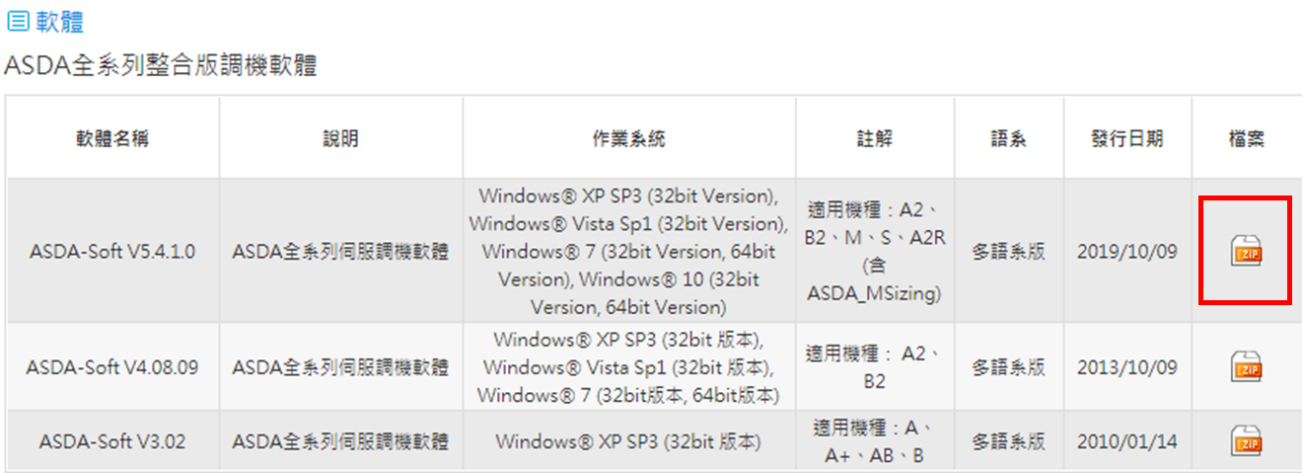 軟體
ASDA全系列整合版調機軟體
軟體名稱 說明 作業系統 註解 語系 發行日期 檔案
ASDA-Soft V5.4.1.0
ASDA全系列伺服調機軟體
Windows® XP SP3 (32bit Version),
Windows® Vista Sp1 (32bit Version),
Windows® 7 (32bit Version, 64bit
Version), Windows® 10 (32bit
Version, 64bit Version)
適用機種：A2、
B2、M、S、A2R
(含
ASDA_MSizing)
多語系版
2019/10/09
ZIP
ASDA-Soft V4.08.09
ASDA全系列伺服調機軟體
Windows® XP SP3 (32bit 版本),
Windows® Vista Sp1 (32bit 版本),
Windows® 7 (32bit版本, 64bit版本)
適用機種： A2、
B2
多語系版
2013/10/09
ZIP
ASDA-Soft V3.02
ASDA全系列伺服調機軟體
Windows® XP SP3 (32bit 版本)
適用機種：A、
A+、AB、B
多語系版
2010/01/14
ZIP